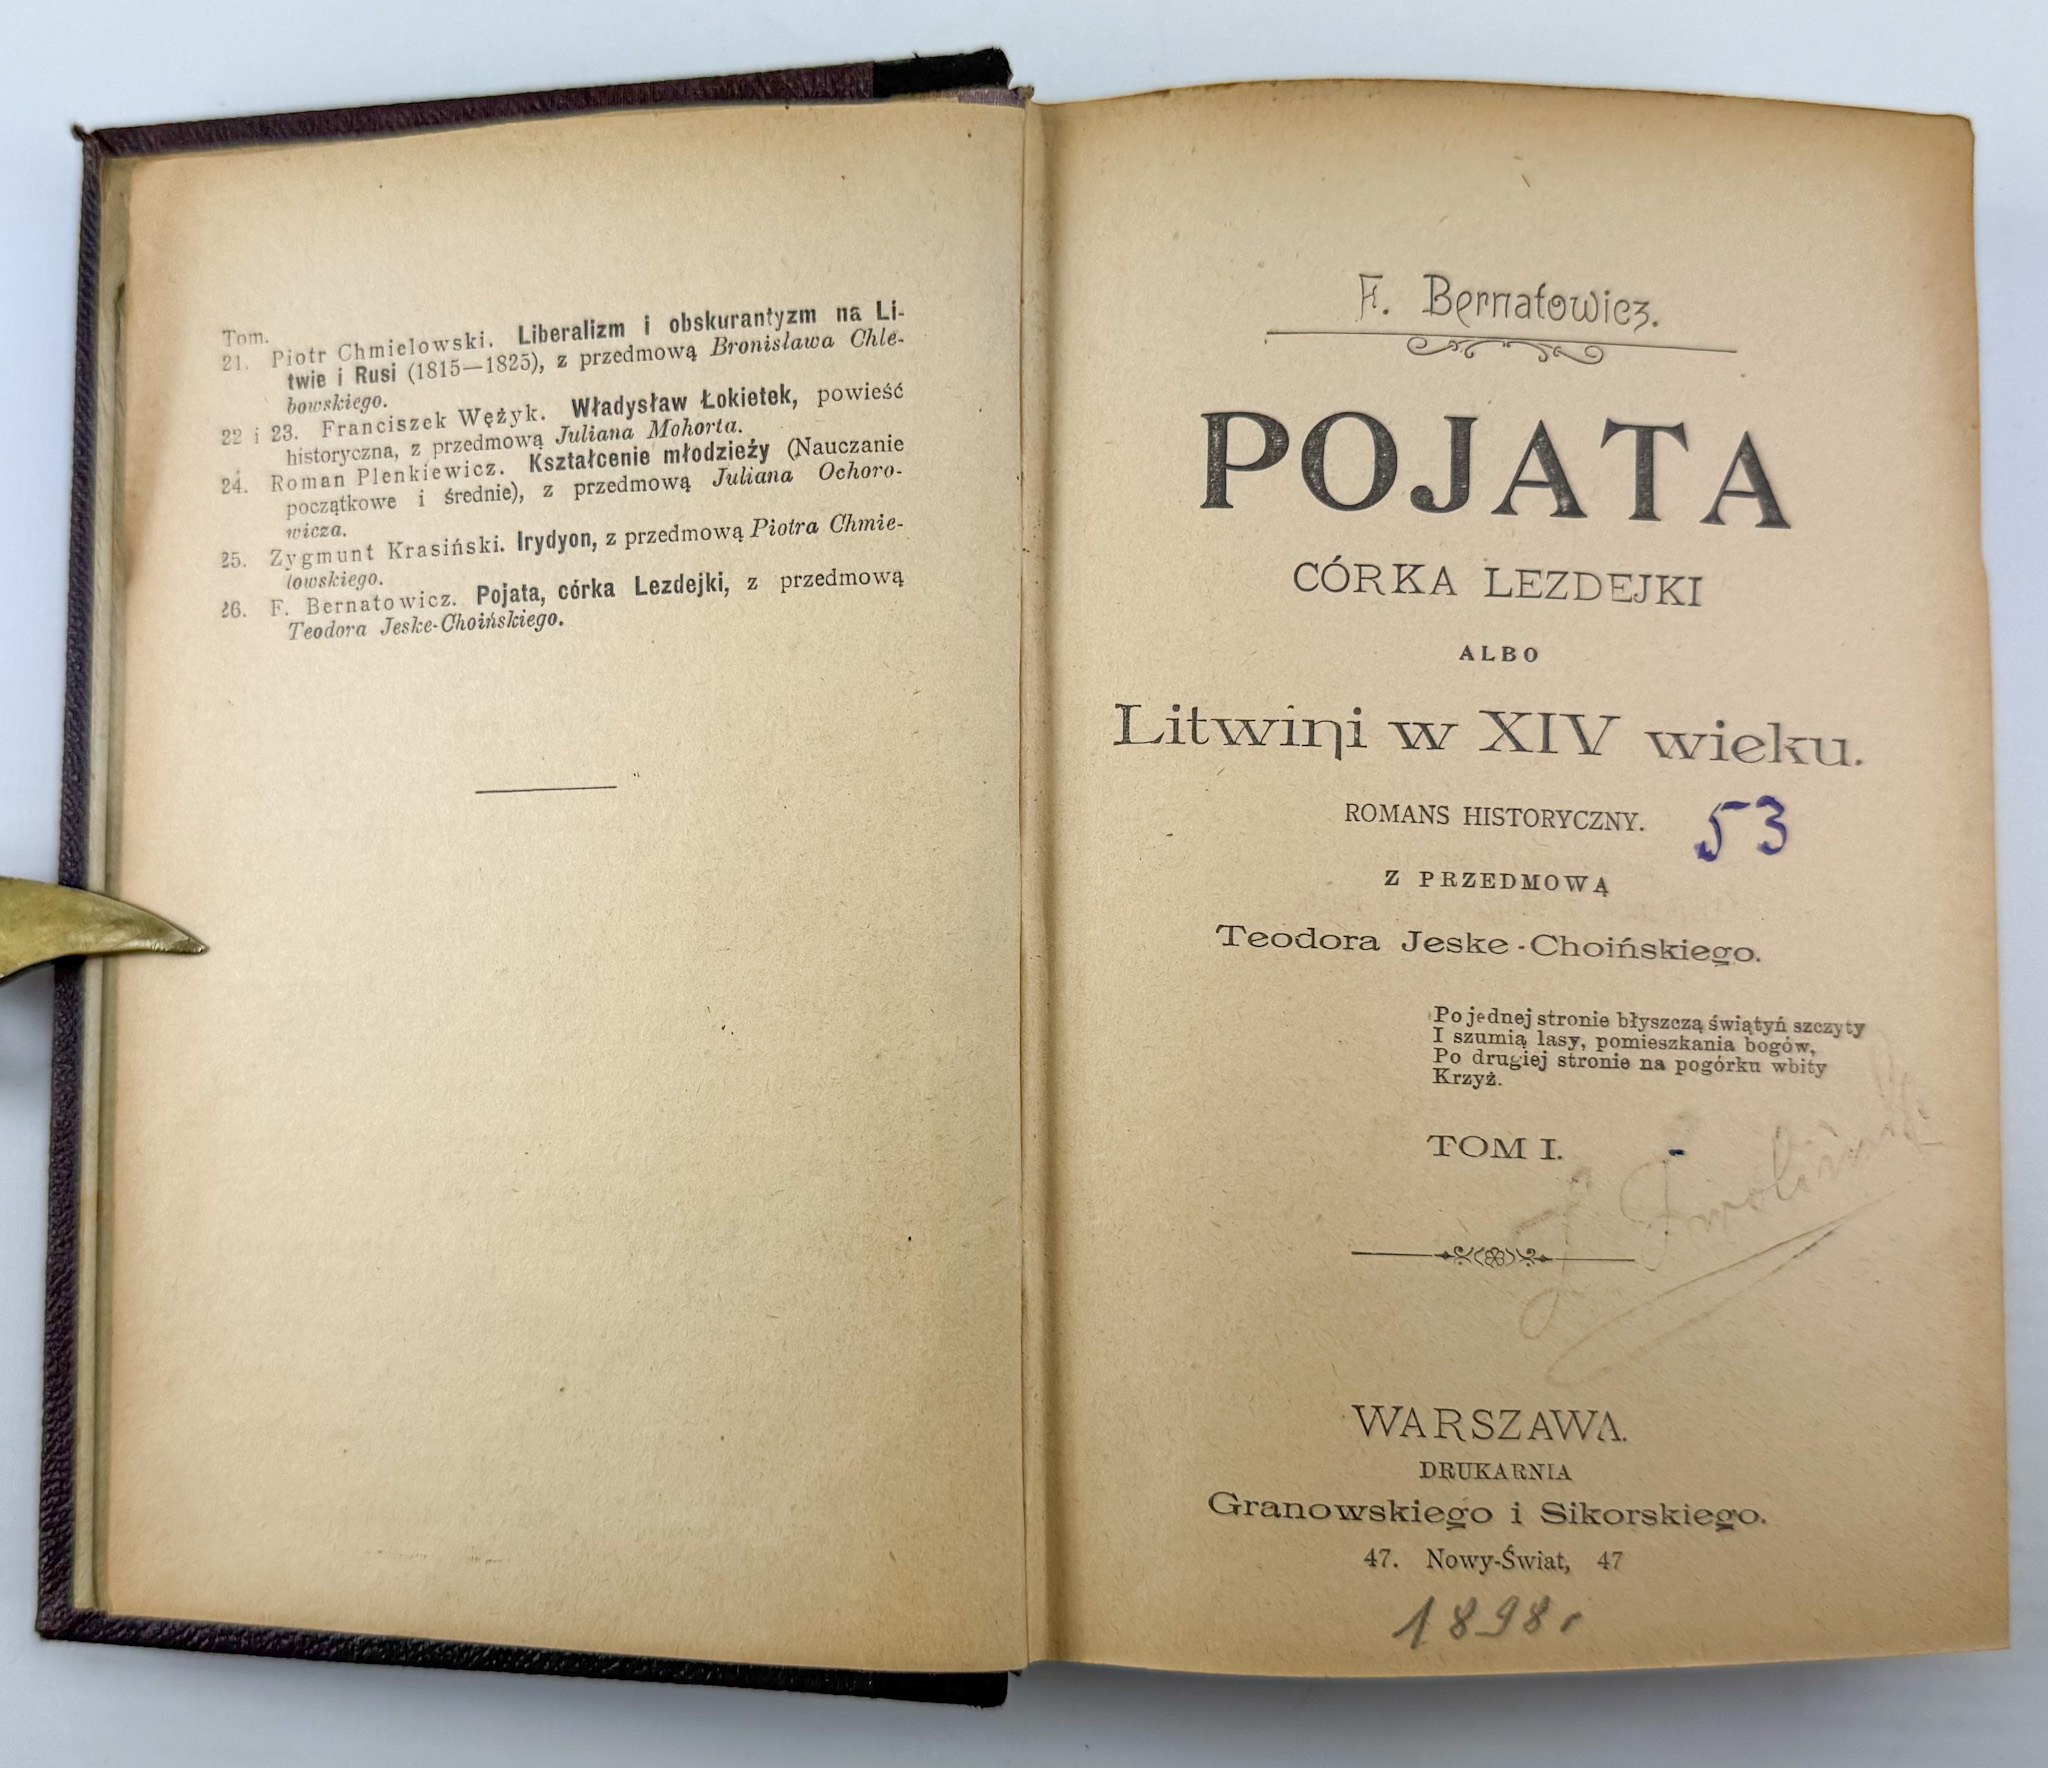 Tom.
21. Piotr Chmielowski. Liberalizm i obskurantyzm na Li-
twie i Rusi (1815—1825), z przedmową Bronisława Chle-
bowskiego.
22 i 23. Franciszek Wężyk. Władysław Łokietek, powieść
historyczna, z przedmową Juliana Mohorta.
24. Roman Plenkiewicz. Kształcenie młodzieży (Nauczanie
początkowe i średnie), z przedmową Juliana Ochoro-
wicza.
25. Zygmunt Krasiński. Irydyon, z przedmową Piotra Chmie-
lowskiego.
26. F. Bernatowicz. Pojata, córka Lezdejki, z przedmową
Teodora Jeske-Choińskiego.
F. Bernatowicz.
POJATA
CÓRKA LEZDEJKI
ALBO
Litwini w XIV wieku.
ROMANS HISTORYCZNY.
53
Z PRZEDMOWĄ
Teodora Jeske-Choińskiego.
Po jednej stronie błyszczą świątyń szczyty
I szumią lasy, pomieszkania bogów,
Po drugiej stronie na pogórku wbity
Krzyż.
TOM I.
WARSZAWA.
DRUKARNIA
Granowskiego i Sikorskiego.
47. Nowy-Świat, 47
1898.